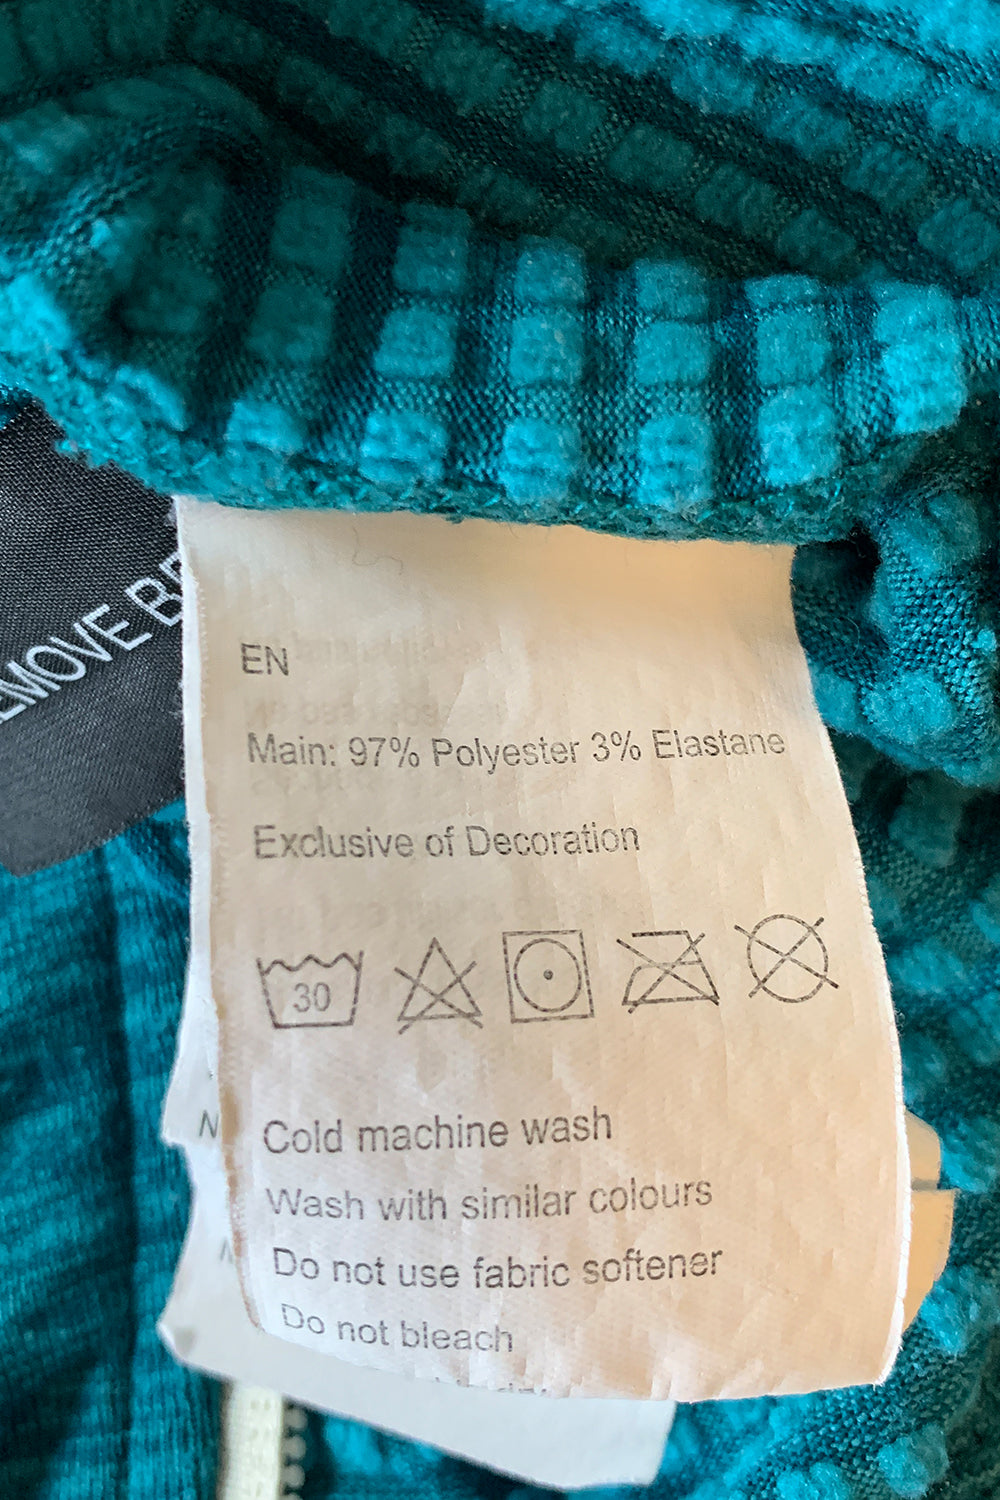 EMOVE B
EN
Main: 97% Polyester 3% Elastane
Exclusive of Decoration
30
Cold machine wash
Wash with similar colours
Do not use fabric softener
Do not bleach